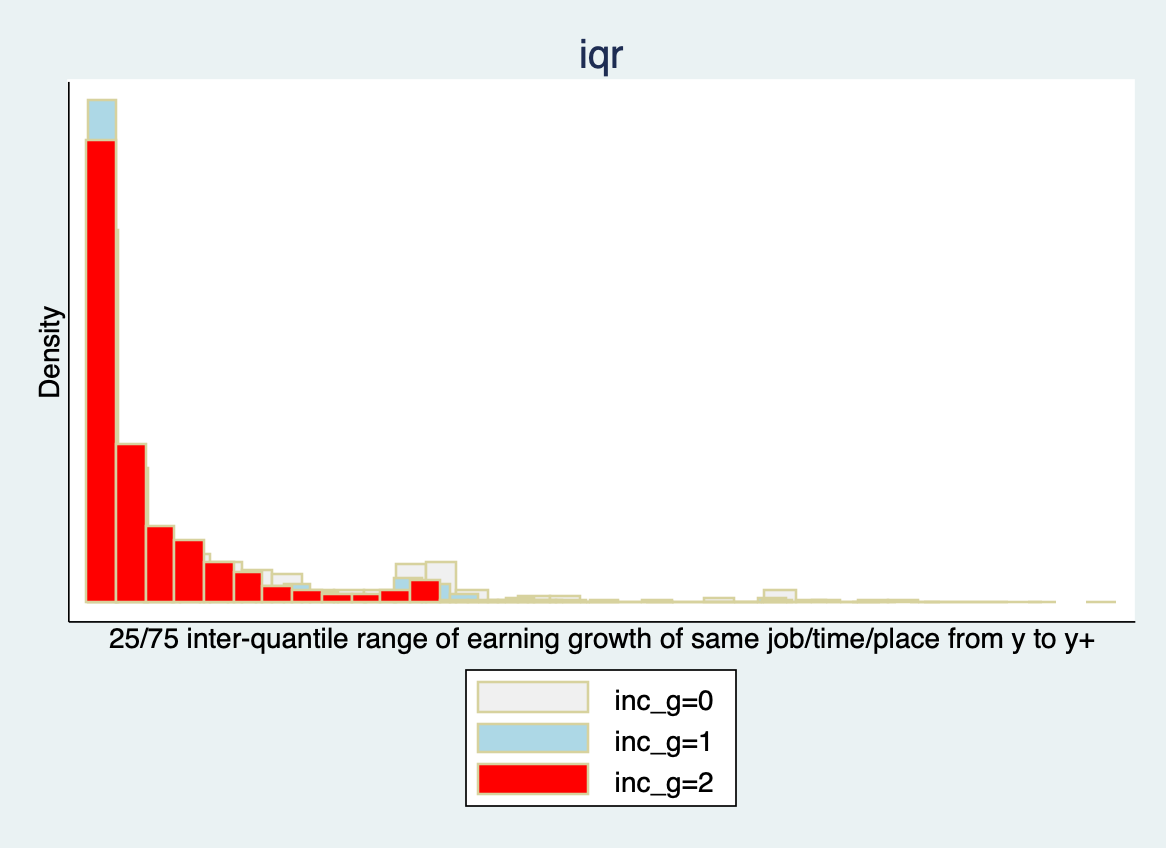 iqr
Density
25/75 inter-quantile range of earning growth of same job/time/place from y to y+
inc_g=0
inc_g=1
inc_g=2